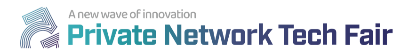 A new wave of innovation
Private Network Tech Fair